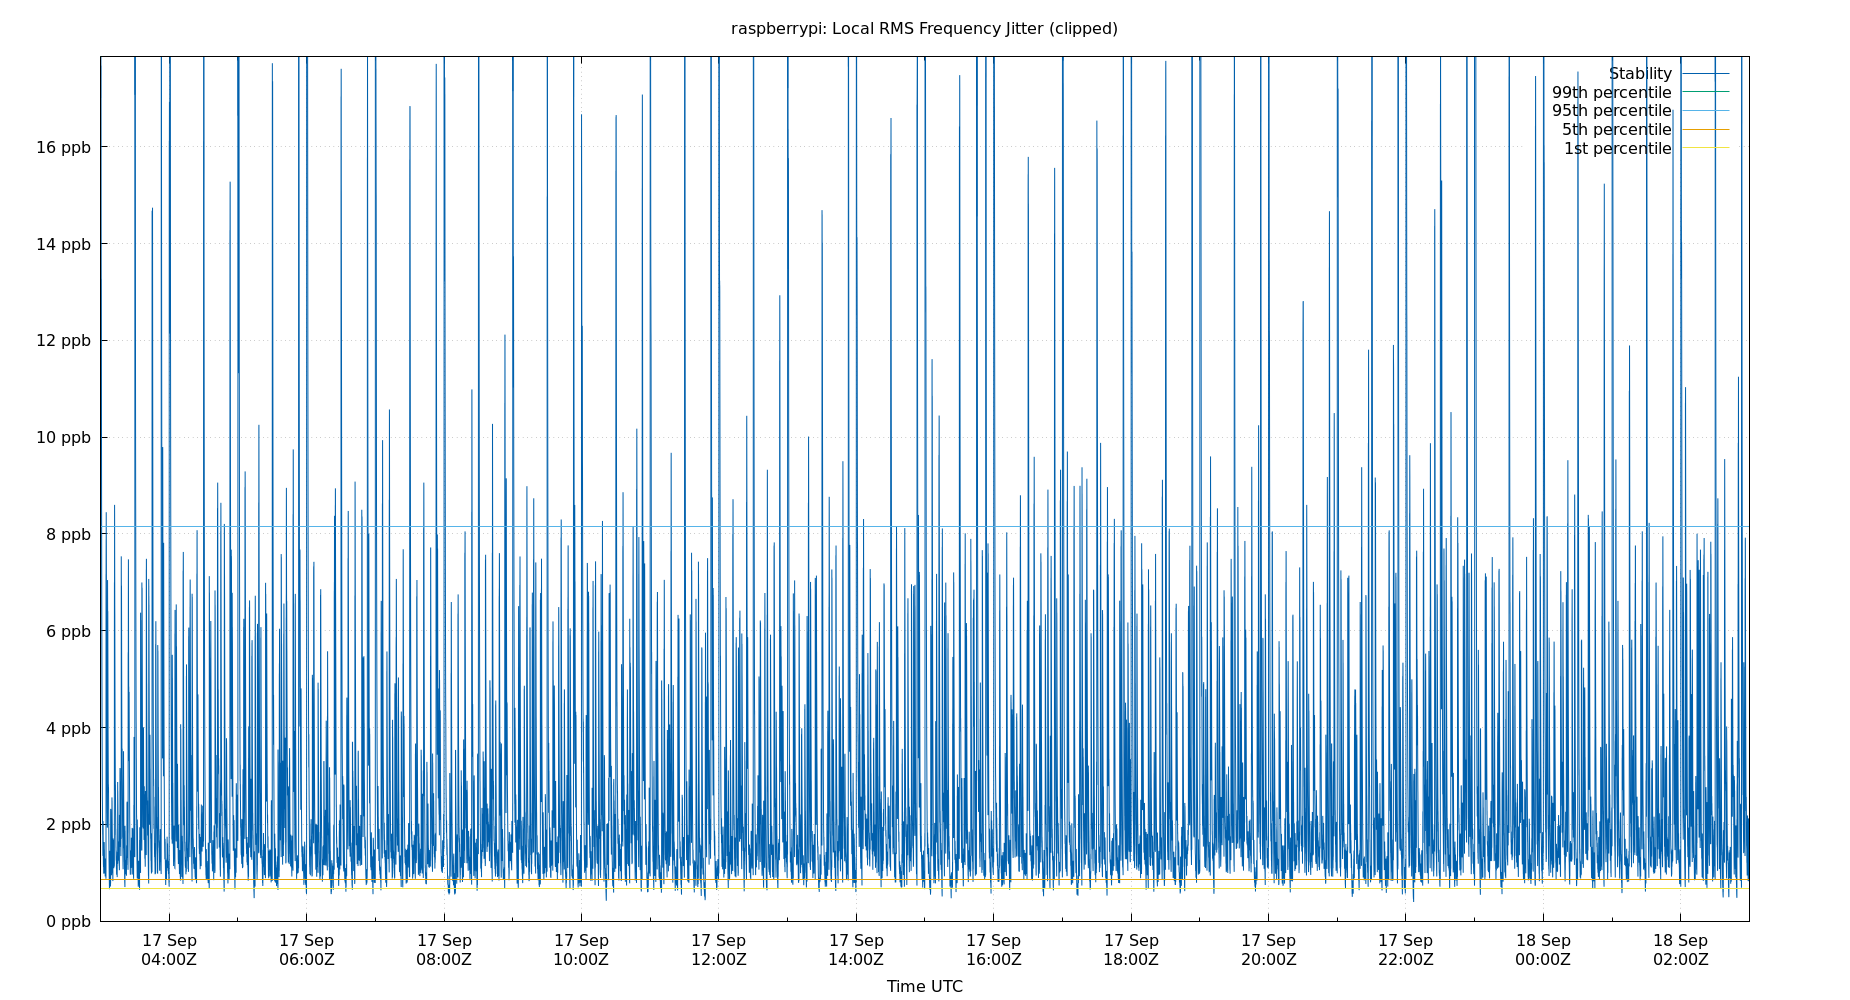 raspberrypi: Local RMS Frequency Jitter (clipped)
Stability
99th percentile
95th percentile
5th percentile
1st percentile
16 ppb
14 ppb
12 ppb
10 ppb
8 ppb
6 ppb
4 ppb
2 ppb
0 ppb
17 Sep 17 Sep 17 Sep 17 Sep 17 Sep 17 Sep 17 Sep 17 Sep 17 Sep 17 Sep 18 Sep 18 Sep
04:00Z 06:00Z 08:00Z 10:00Z 12:00Z 14:00Z 16:00Z 18:00Z 20:00Z 22:00Z 00:00Z 02:00Z
Time UTC